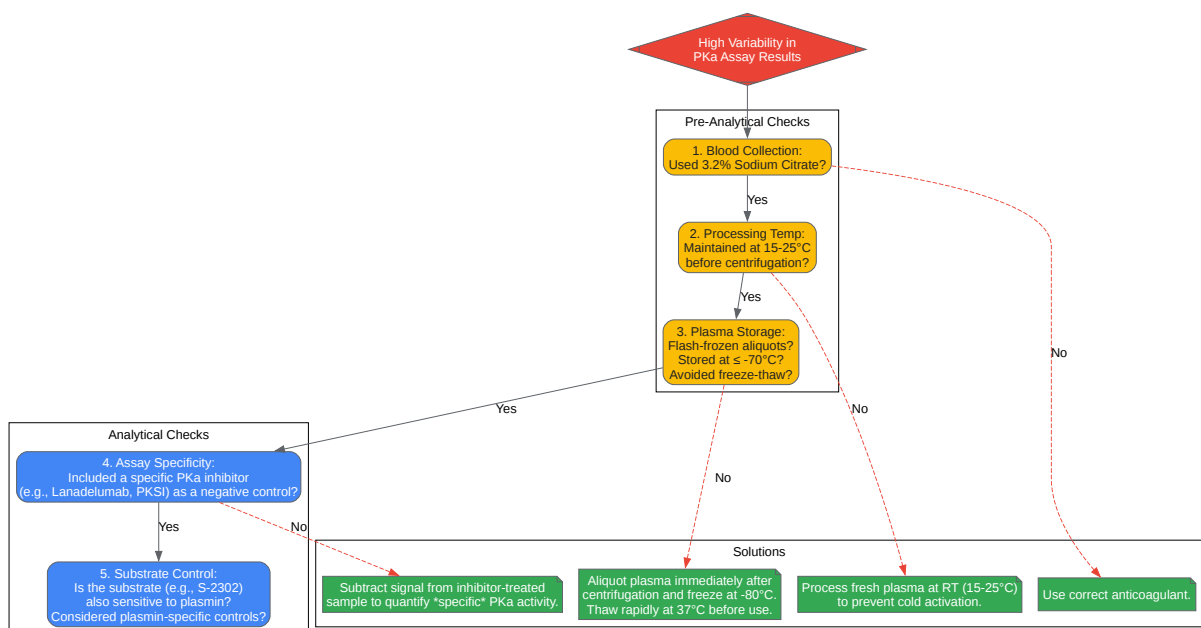 High Variability in
PKa Assay Results
Pre-Analytical Checks
1. Blood Collection:
Used 3.2% Sodium Citrate?
Yes
2. Processing Temp:
Maintained at 15-25°C
before centrifugation?
Yes
3. Plasma Storage:
Flash-frozen aliquots?
Stored at ≤ -70°C?
Avoided freeze-thaw?
No
Yes
No
Analytical Checks
4. Assay Specificity:
Included a specific PKa inhibitor
(e.g., Lanadelumab, PKSI) as a negative control?
No
Yes
No
5. Substrate Control:
Is the substrate (e.g., S-2302)
also sensitive to plasmin?
Considered plasmin-specific controls?
Solutions
Subtract signal from inhibitor-treated
sample to quantify *specific* PKa activity.
Aliquot plasma immediately after
centrifugation and freeze at -80°C.
Thaw rapidly at 37°C before use.
Process fresh plasma at RT (15-25°C)
to prevent cold activation.
Use correct anticoagulant.